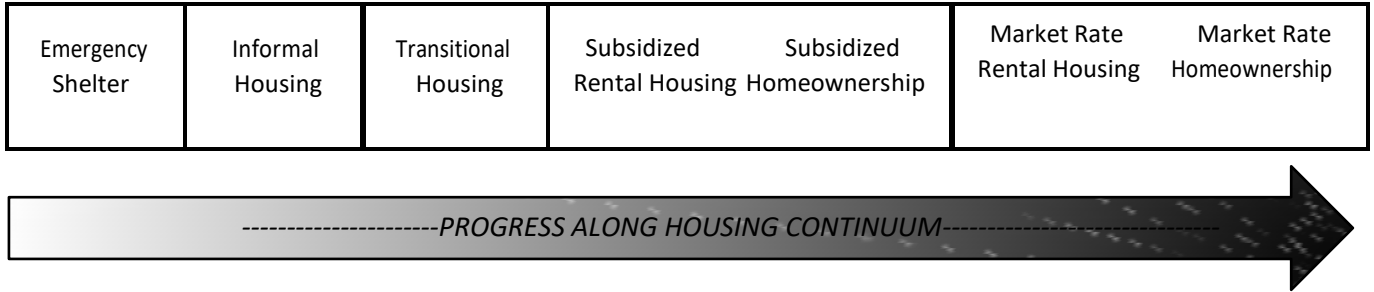 Emergency
Shelter
Informal
Housing
Transitional
Housing
Subsidized
Rental Housing
Subsidized
Homeownership
Market Rate
Rental Housing
Market Rate
Homeownership
----------------------PROGRESS ALONG HOUSING CONTINUUM-------------------------------